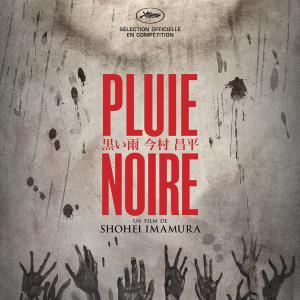 SÉLECTION OFFICIELLE
EN COMPÉTITION
PLUIE
黒い雨 今村 昌平
NOIRE
UN FILM DE
SHOHEI IMAMURA